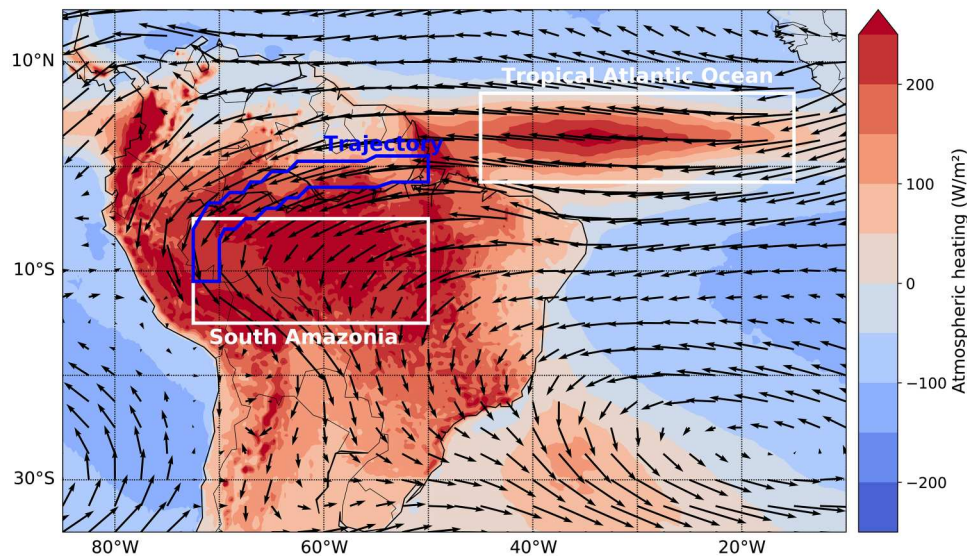 10°N
Tropical Atlantic Ocean
Trajectory
200
100
10°S
0
South Amazonia
−100
30°S
−200
80°W 60°W 40°W 20°W
Atmospheric heating (W/m²)